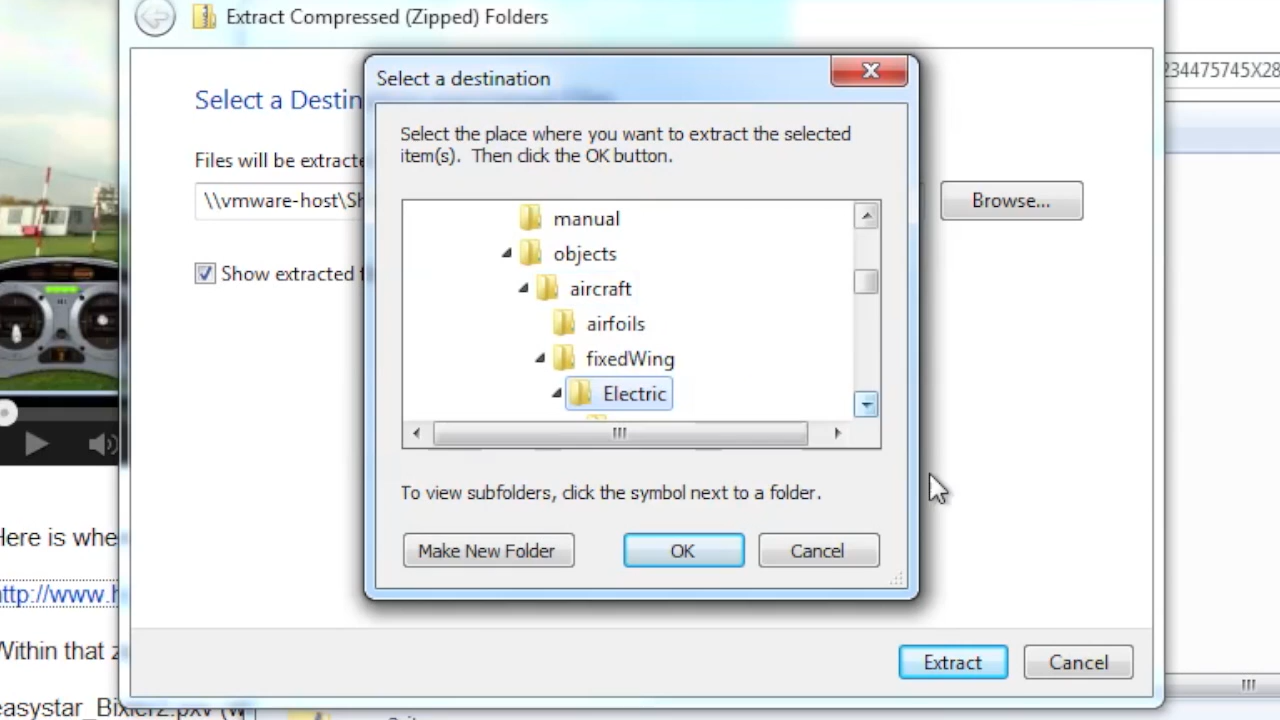 Extract Compressed (Zipped) Folders
234475745X28
Select a destination
Select a Destin
Select the place where you want to extract the selected
item(s). Then click the OK button.
Files will be extracte
\\vmware-host\Sh
Browse...
manual
objects
Show extracted
aircraft
airfoils
fixedWing
Electric
To view subfolders, click the symbol next to a folder.
Here is whe
Make New Folder
OK
Cancel
http://www.h
Within that z
Extract
Cancel